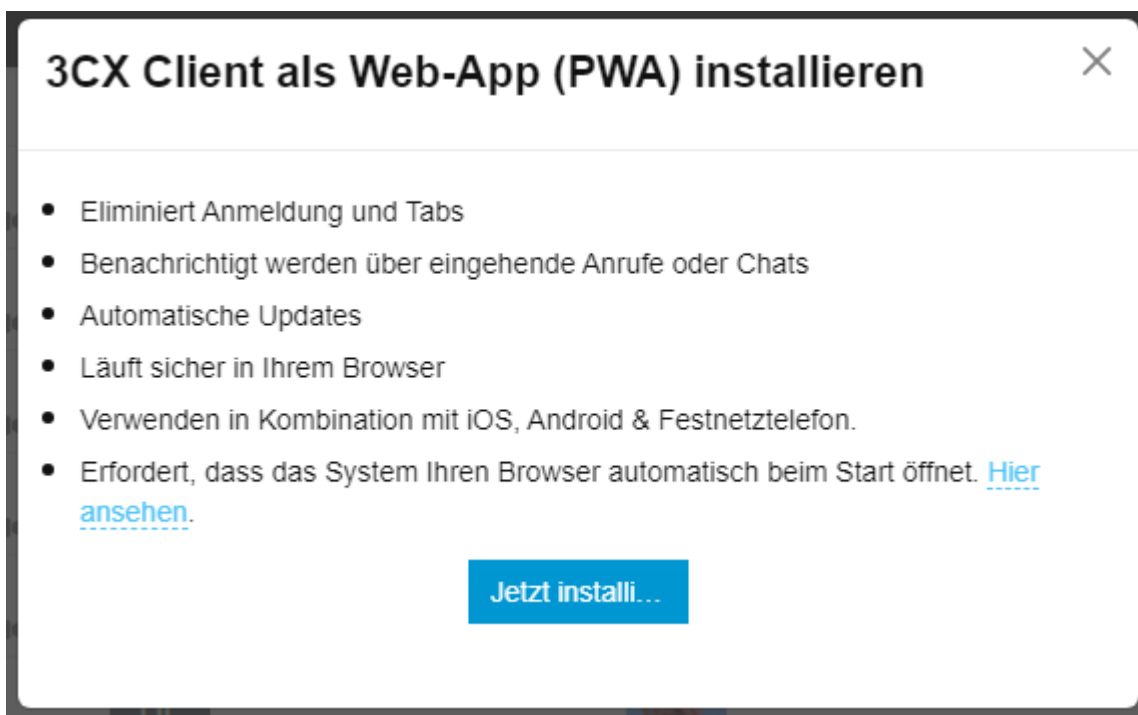 3CX Client als Web-App (PWA) installieren
Eliminiert Anmeldung und Tabs
Benachrichtigt werden über eingehende Anrufe oder Chats
Automatische Updates
Läuft sicher in Ihrem Browser
Verwenden in Kombination mit iOS, Android & Festnetztelefon.
Erfordert, dass das System Ihren Browser automatisch beim Start öffnet. Hier
ansehen.
Jetzt installi...